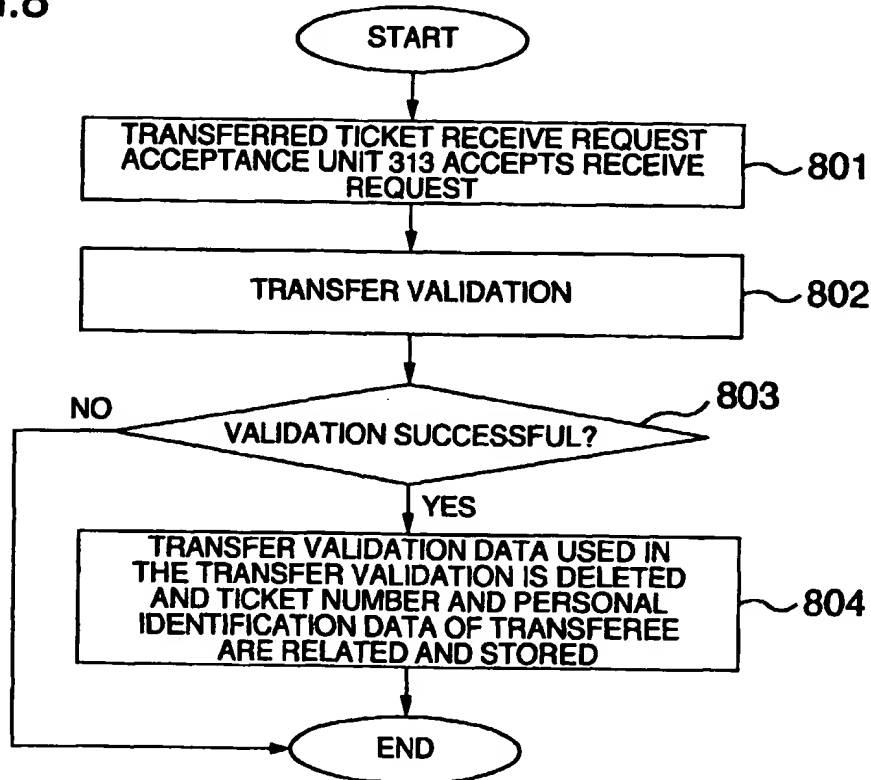 START
TRANSFERRED TICKET RECEIVE REQUEST
ACCEPTANCE UNIT 313 ACCEPTS RECEIVE
REQUEST
801
TRANSFER VALIDATION
802
803
NO
VALIDATION SUCCESSFUL?
YES
TRANSFER VALIDATION DATA USED IN
THE TRANSFER VALIDATION IS DELETED
AND TICKET NUMBER AND PERSONAL
IDENTIFICATION DATA OF TRANSFEREE
ARE RELATED AND STORED
804
END